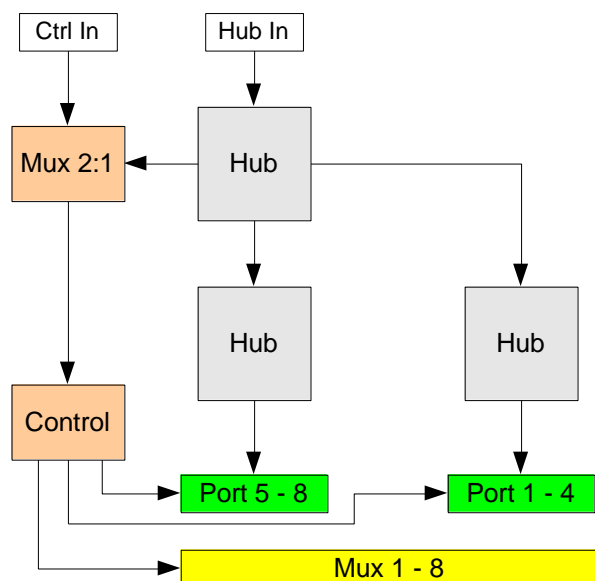 Ctrl In
Hub In
Mux 2:1
Hub
Hub
Hub
Control
Port 5 - 8
Port 1 - 4
Mux 1 - 8